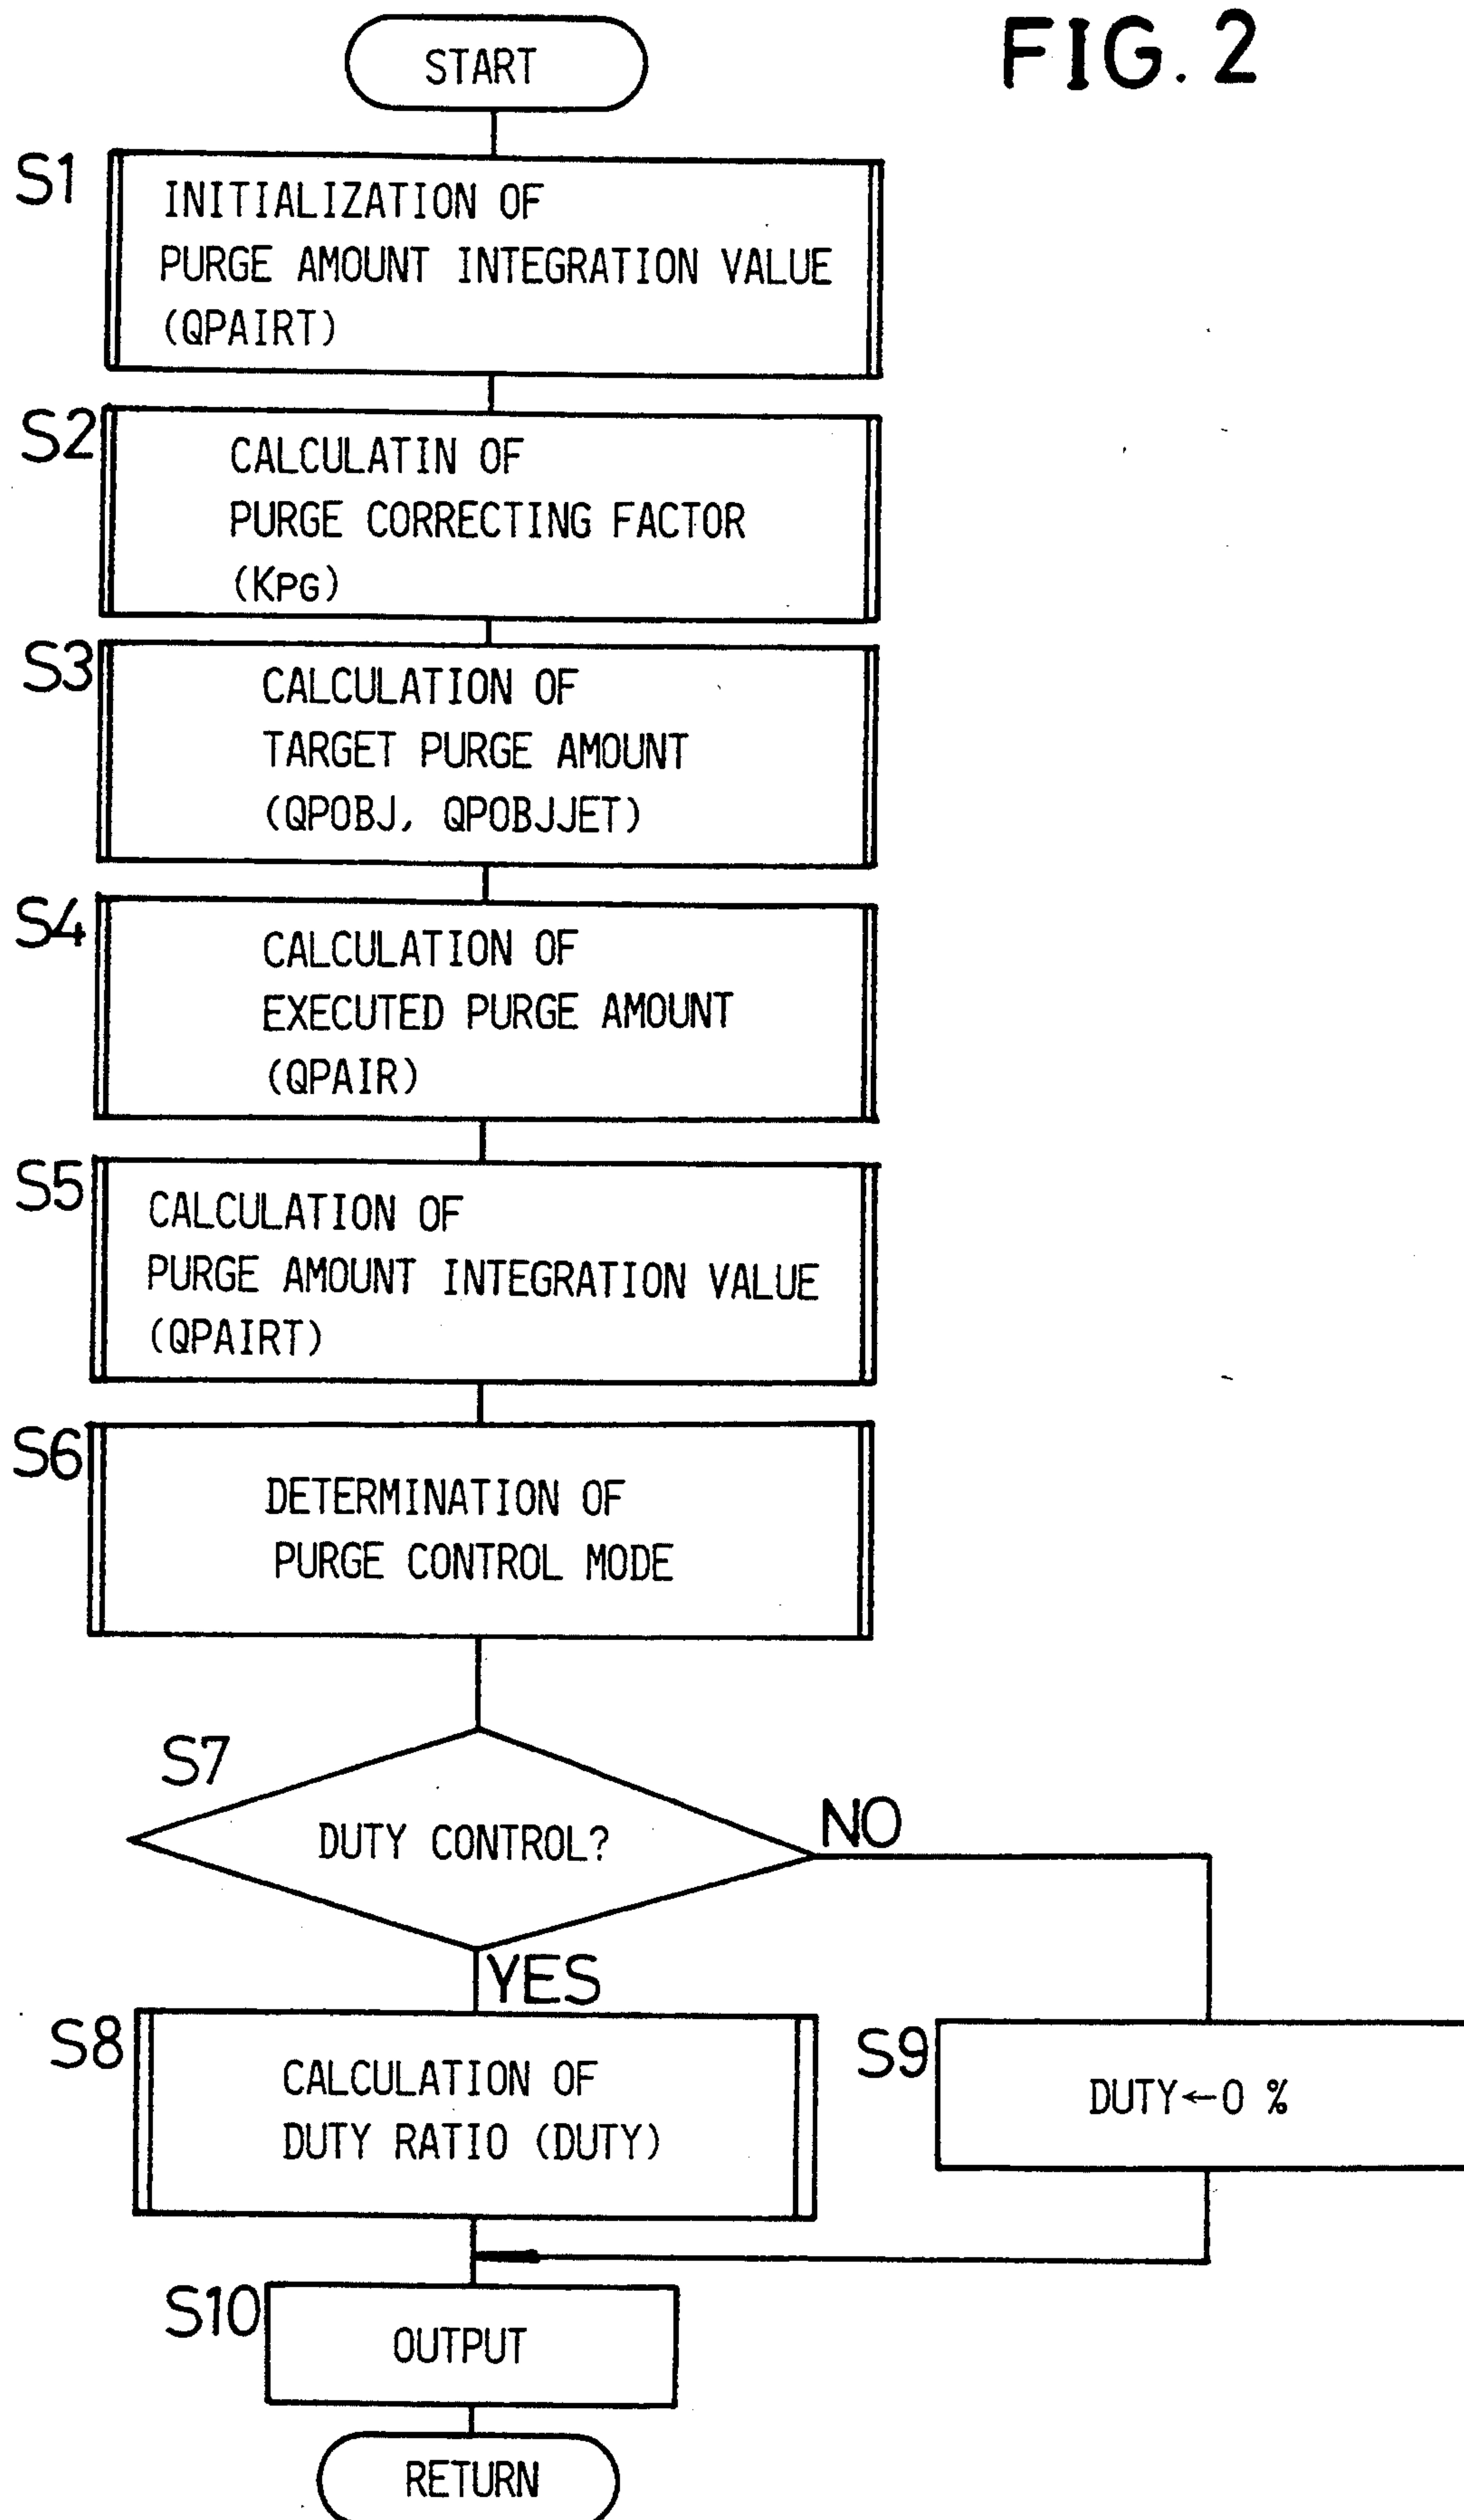 FIG. 2
START
S1
INITIALIZATION OF
PURGE AMOUNT INTEGRATION VALUE
(QPAIRT)
S2
CALCULATIN OF
PURGE CORRECTING FACTOR
(KPG)
S3
CALCULATION OF
TARGET PURGE AMOUNT
(QPOBJ, QPOBJJET)
S4
CALCULATION OF
EXECUTED PURGE AMOUNT
(QPAIR)
S5
CALCULATION OF
PURGE AMOUNT INTEGRATION VALUE
(QPAIRT)
S6
DETERMINATION OF
PURGE CONTROL MODE
S7
DUTY CONTROL?
NO
YES
S8
CALCULATION OF
DUTY RATIO (DUTY)
S9
DUTY←0 %
S10
OUTPUT
RETURN